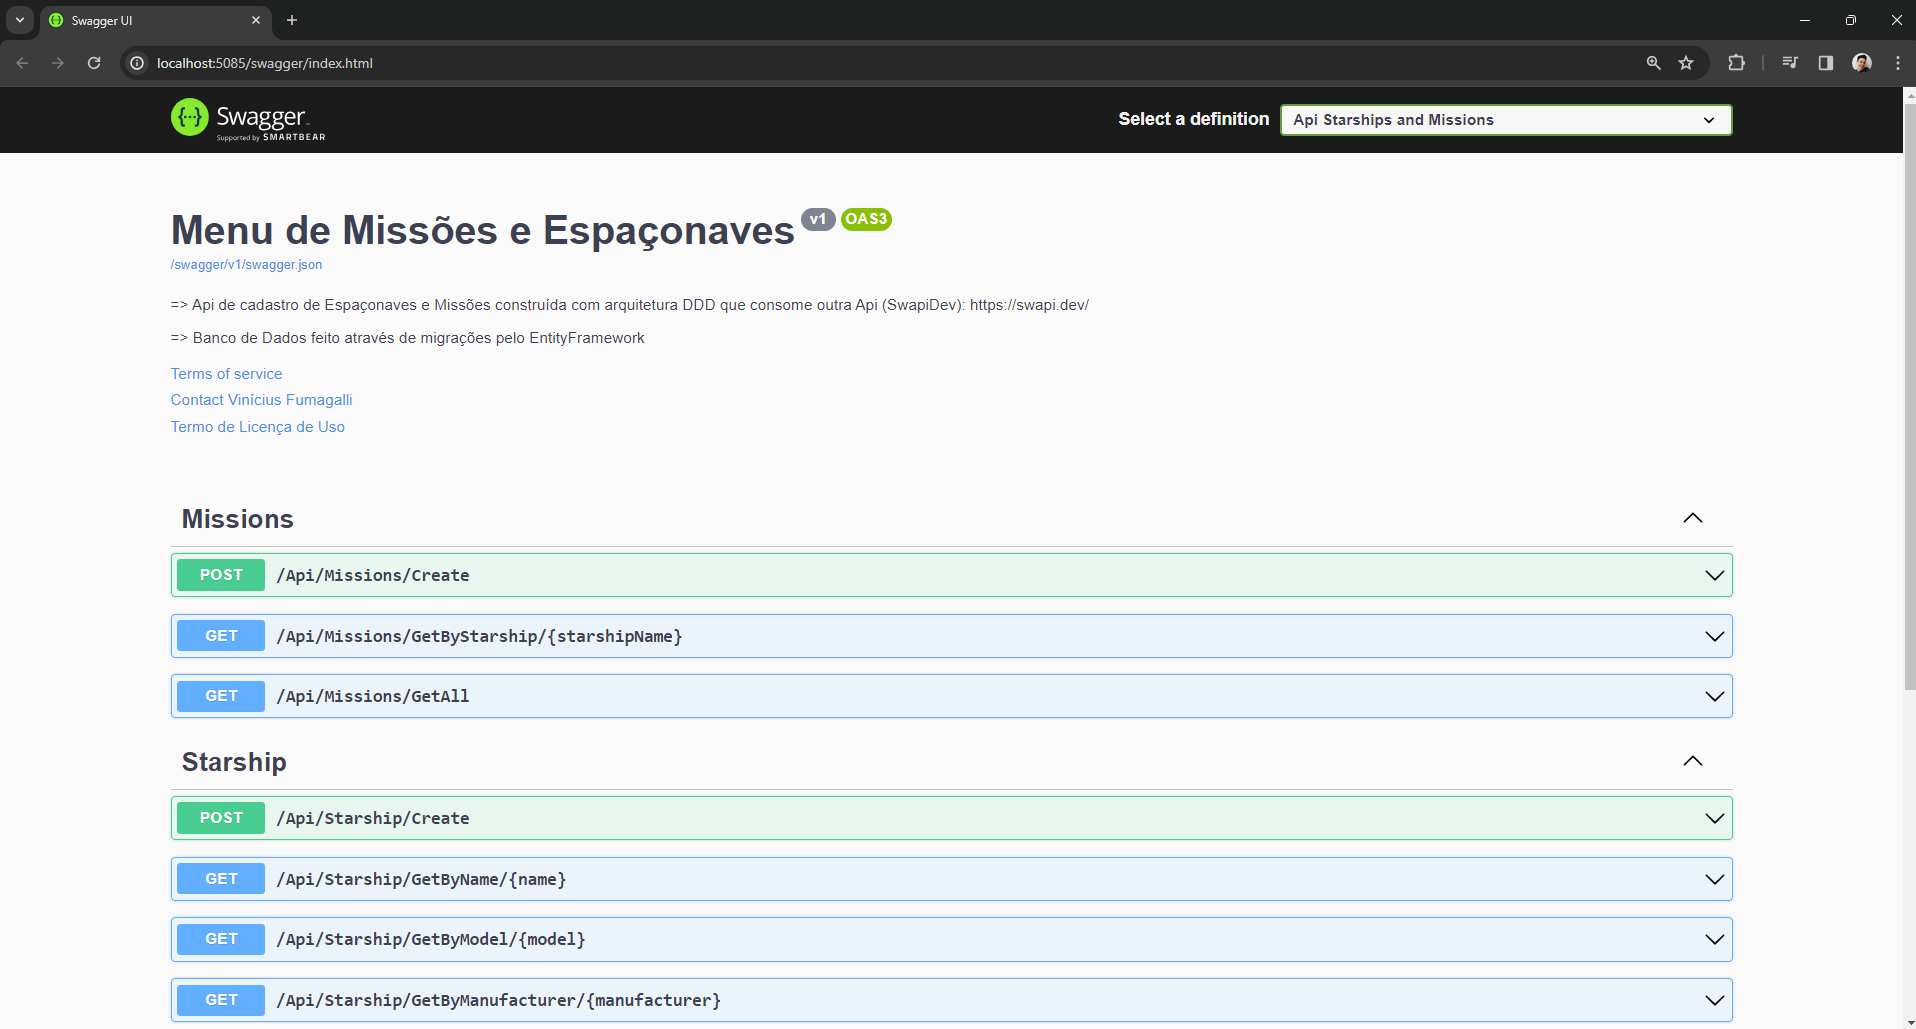 Swagger UI
localhost:5085/swagger/index.html
Swagger
Supported by SMARTBEAR
Select a definition
Api Starships and Missions
Menu de Missões e Espaçonaves v1 OAS3
/swagger/v1/swagger.json
=> Api de cadastro de Espaçonaves e Missões construída com arquitetura DDD que consome outra Api (SwapiDev): https://swapi.dev/
=> Banco de Dados feito através de migrações pelo EntityFramework
Terms of service
Contact Vinícius Fumagalli
Termo de Licença de Uso
Missions
POST /Api/Missions/Create
GET /Api/Missions/GetByStarship/{starshipName}
GET /Api/Missions/GetAll
Starship
POST /Api/Starship/Create
GET /Api/Starship/GetByName/{name}
GET /Api/Starship/GetByModel/{model}
GET /Api/Starship/GetByManufacturer/{manufacturer}